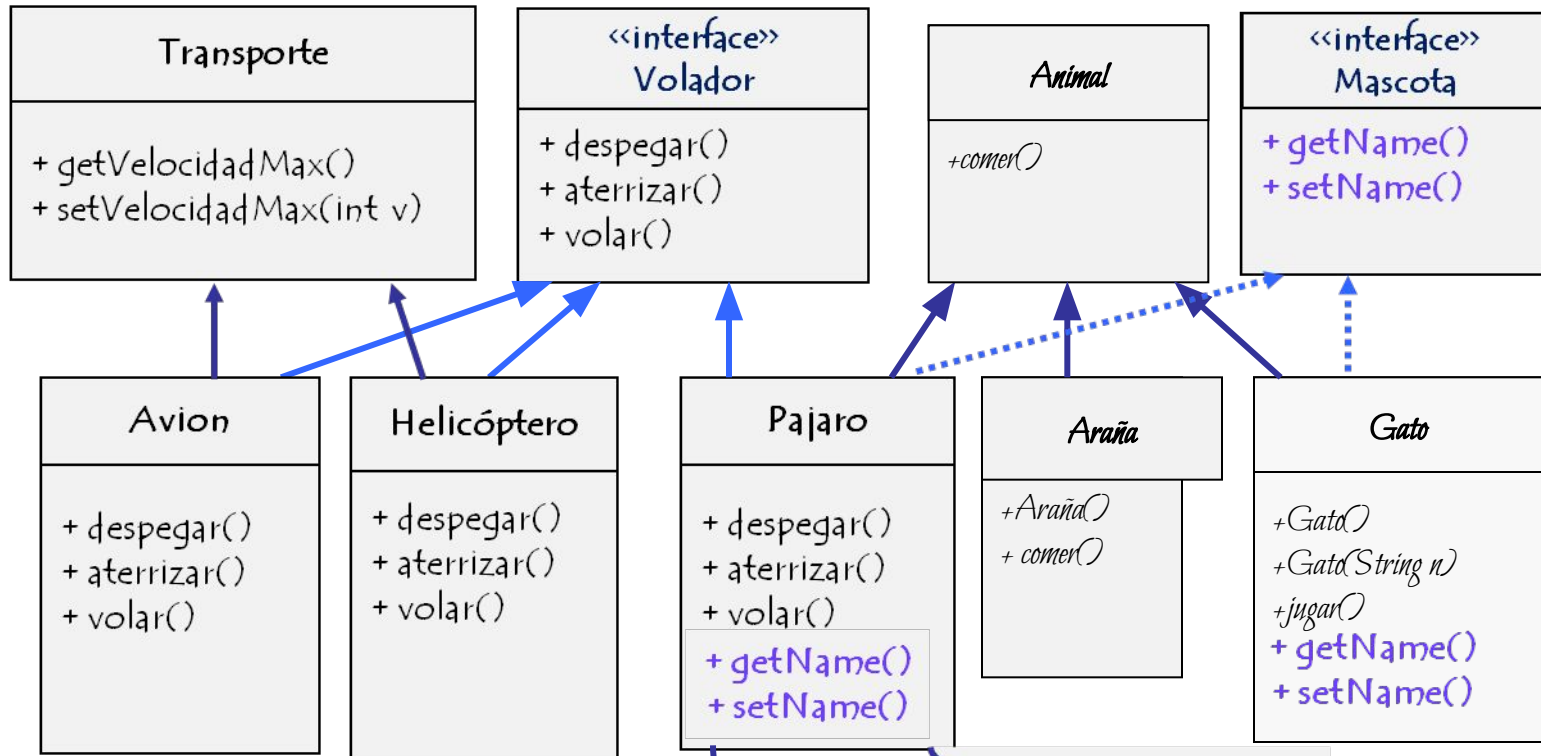 Transporte
+ getVelocidadMax()
+ setVelocidadMax(int v)
<<interface>>
Volador
+ despegar()
+ aterrizar()
+ volar()
Animal
+comer()
<<interface>>
Mascota
+ getName()
+ setName()
Avion
+ despegar()
+ aterrizar()
+ volar()
Helicóptero
+ despegar()
+ aterrizar()
+ volar()
Pajaro
+ despegar()
+ aterrizar()
+ volar()
+ getName()
+ setName()
Araña
+Araña()
+ comer()
Gato
+Gato()
+Gato(String n)
+jugar()
+ getName()
+ setName()